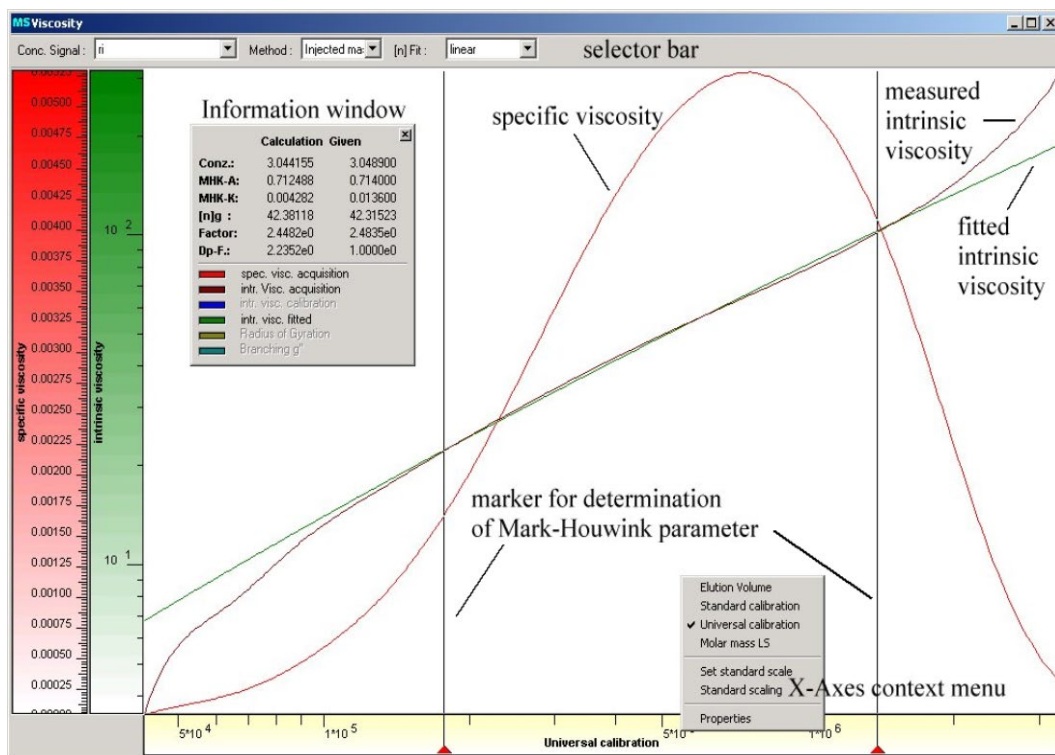 MS Viscosity
Conc. Signal : ri Method : Injected ma: [n] Fit : linear selector bar
Information window
Calculation Given
Conz.: 3.044155 3.048900
MHK-A: 0.712488 0.714000
MHK-K: 0.004282 0.013600
[n]g : 42.38118 42.31523
Factor: 2.4482e0 2.4835e0
Dp-F.: 2.2352e0 1.0000e0
spec. visc. acquisition
intr. Visc. acquisition
intr. visc. calibration
intr. visc. fitted
Radius of Gyration
Branching g"
specific viscosity
measured
intrinsic
viscosity
fitted
intrinsic
viscosity
marker for determination
of Mark-Houwink parameter
Elution Volume
Standard calibration
Universal calibration
Molar mass LS
Set standard scale
Standard scaling
Properties
X-Axes context menu
specific viscosity
0.00525
0.00500
0.00475
0.00450
0.00425
0.00400
0.00375
0.00350
0.00325
0.00300
0.00275
0.00250
0.00225
0.00200
0.00175
0.00150
0.00125
0.00100
0.00075
0.00050
0.00025
0.00000
intrinsic viscosity
10 2
10 1
5*10 4 1*10 5 1*10 6
Universal calibration